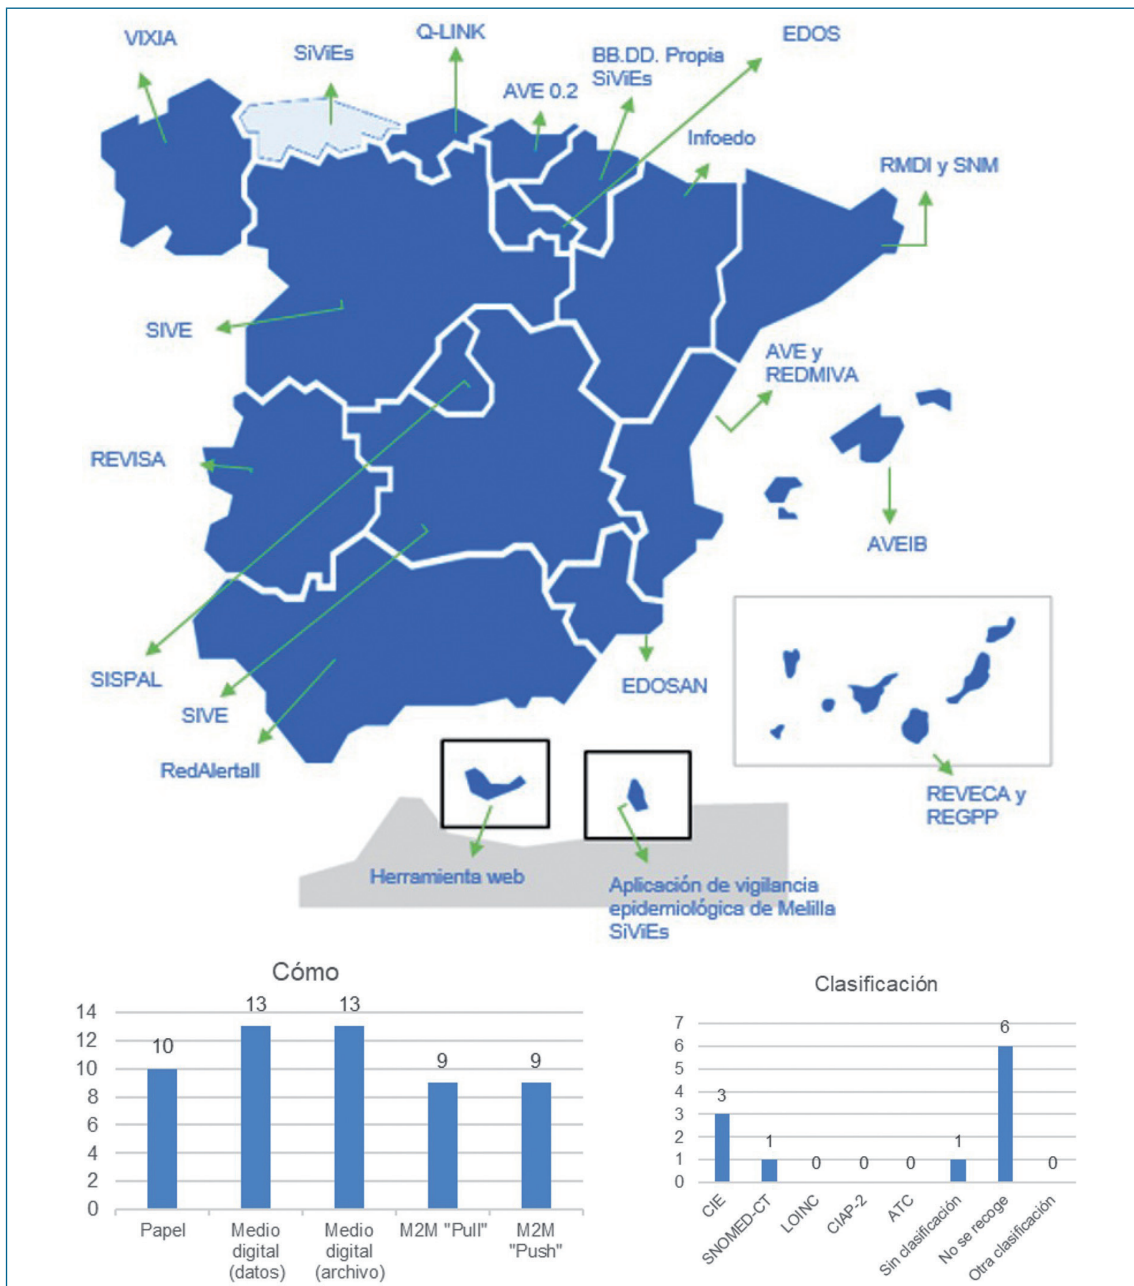 VIXIA
SiViEs
Q-LINK
AVE 0.2
BB.DD. Propia
SiViEs
EDOS
Infoedo
RMDI y SNM
SIVE
AVE y
REDMIVA
REVISA
AVEIB
SISPAL
SIVE
RedAlertaII
EDOSAN
REVECA y
REGPP
Herramienta web
Aplicación de vigilancia
epidemiológica de Melilla
SiViEs
Cómo
14
12
10
8
6
4
2
0
10
13
13
9
9
Papel
Medio
digital
(datos)
Medio
digital
(archivo)
M2M "Pull"
M2M
"Push"
Clasificación
7
6
5
4
3
2
1
0
3
1
0
0
0
1
6
0
CIE
SNOMED-CT
LOINC
CIAP-2
ATC
Sin clasificación
No se recoge
Otra clasificación